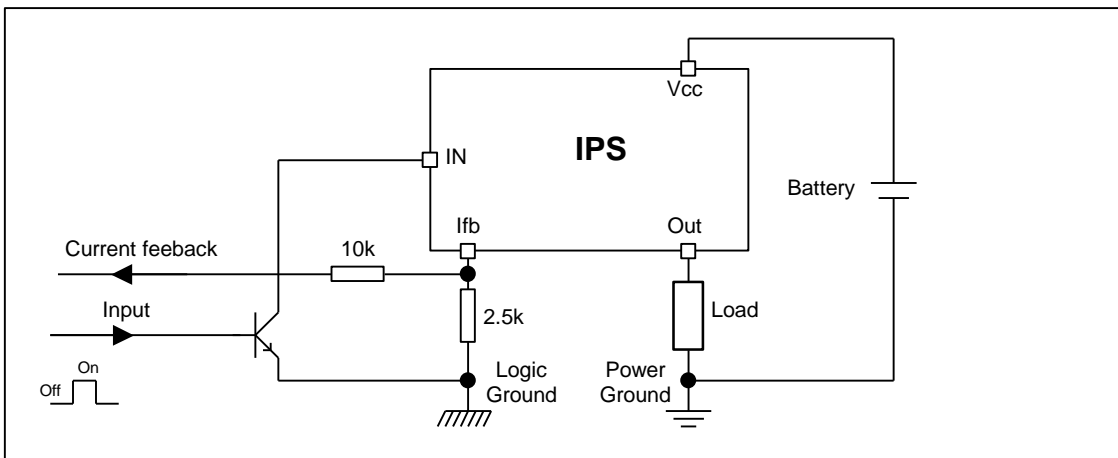 Vcc
IPS
IN
Battery
Ifb
Out
Current feeback
10k
Input
2.5k
Load
On
Off
Logic
Ground
Power
Ground